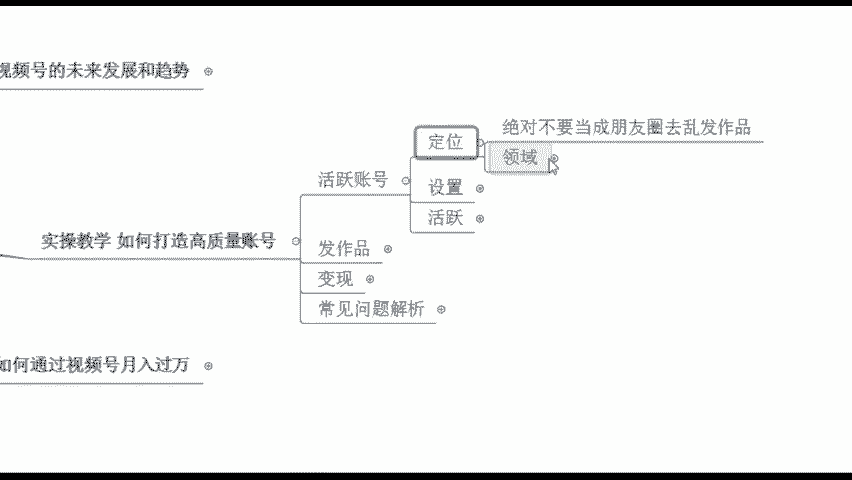 视频号的未来发展和趋势
绝对不要当成朋友圈去乱发作品
定位
领域
活跃账号
设置
活跃
实操教学 如何打造高质量账号
发作品
变现
常见问题解析
如何通过视频号月入过万